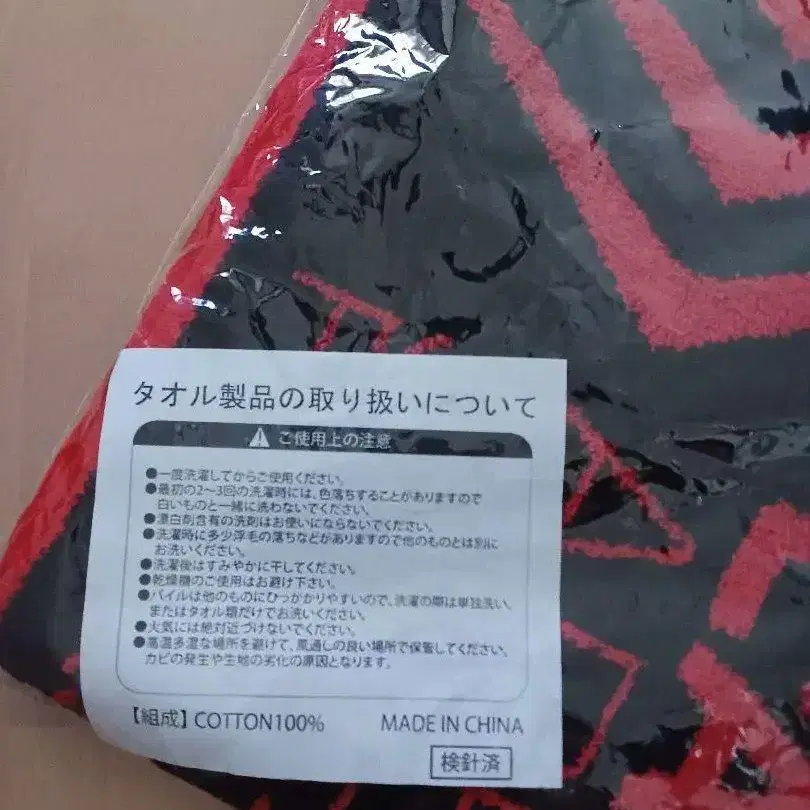 タオル製品の取り扱いについて
ご使用上の注意
●一度洗濯してからご使用ください。
●最初の2〜3回の洗濯時には、色落ちすることがありますので
白いものと一緒に洗わないでください。
●漂白剤含有の洗剤はお使いにならないでください。
●洗濯時に多少浮毛の落ちなどがありますので他のものとは別に
お洗いください。
●洗濯後はすみやかに干してください。
●乾燥機のご使用はお避け下さい。
●パイルは他のものにひっかかりやすいので、洗濯の際は単独洗い、
またはタオル類だけでお洗いください。
●火気には絶対近づけないでください。
●高温多湿な場所を避けて、風通しの良い場所で保管してください。
カビの発生や生地の劣化の原因となります。
【組成】COTTON100% MADE IN CHINA
検針済